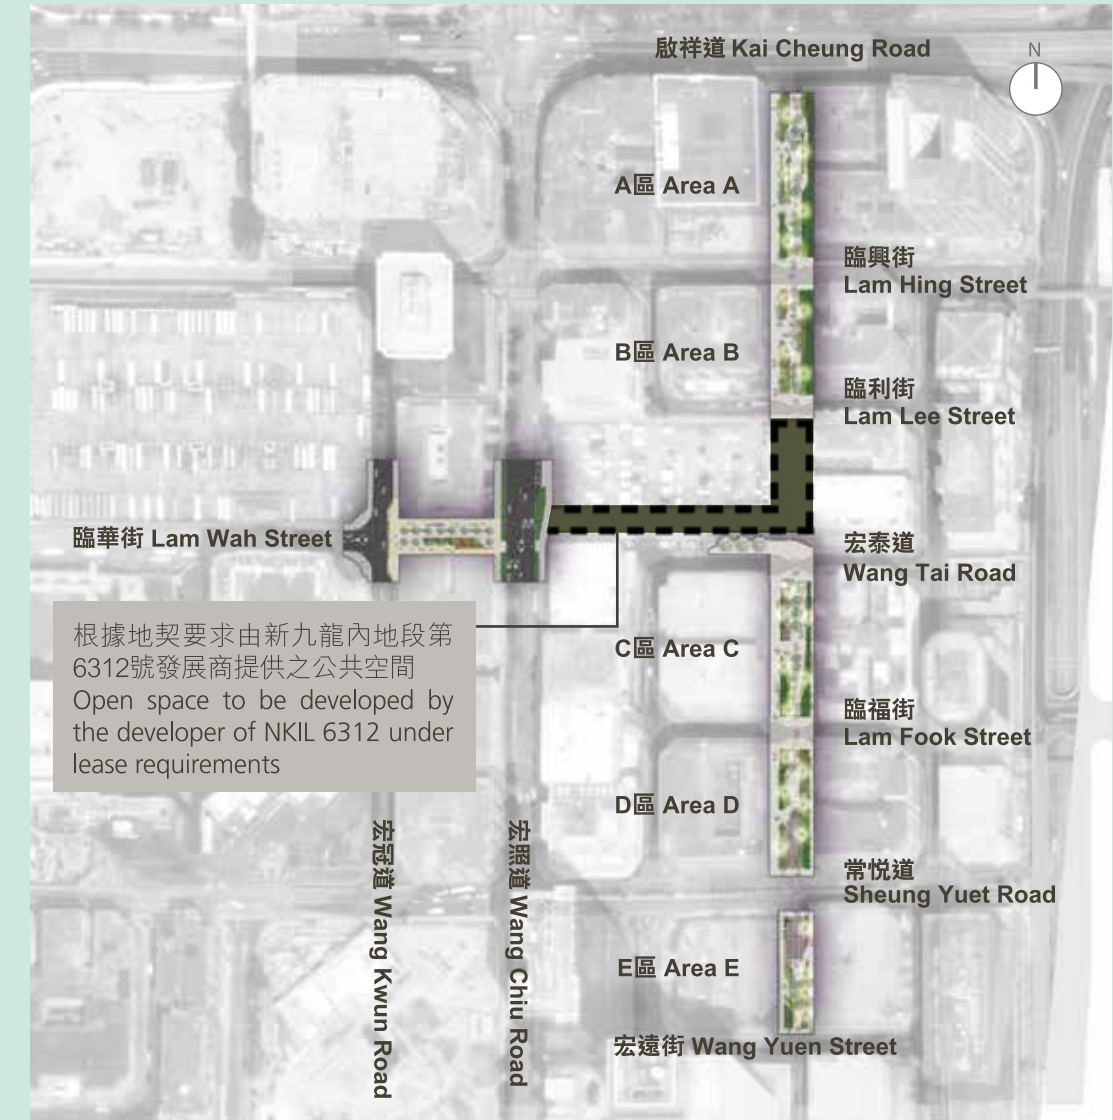 啟祥道 Kai Cheung Road
N
A區 Area A
臨興街
Lam Hing Street
B區 Area B
臨利街
Lam Lee Street
臨華街 Lam Wah Street
宏泰道
Wang Tai Road
根據地契要求由新九龍內地段第
6312號發展商提供之公共空間
Open space to be developed by
the developer of NKIL 6312 under
lease requirements
C區 Area C
臨福街
Lam Fook Street
D區 Area D
宏冠道 Wang Kwun Road
宏照道 Wang Chiu Road
常悦道
Sheung Yuet Road
E區 Area E
宏遠街 Wang Yuen Street